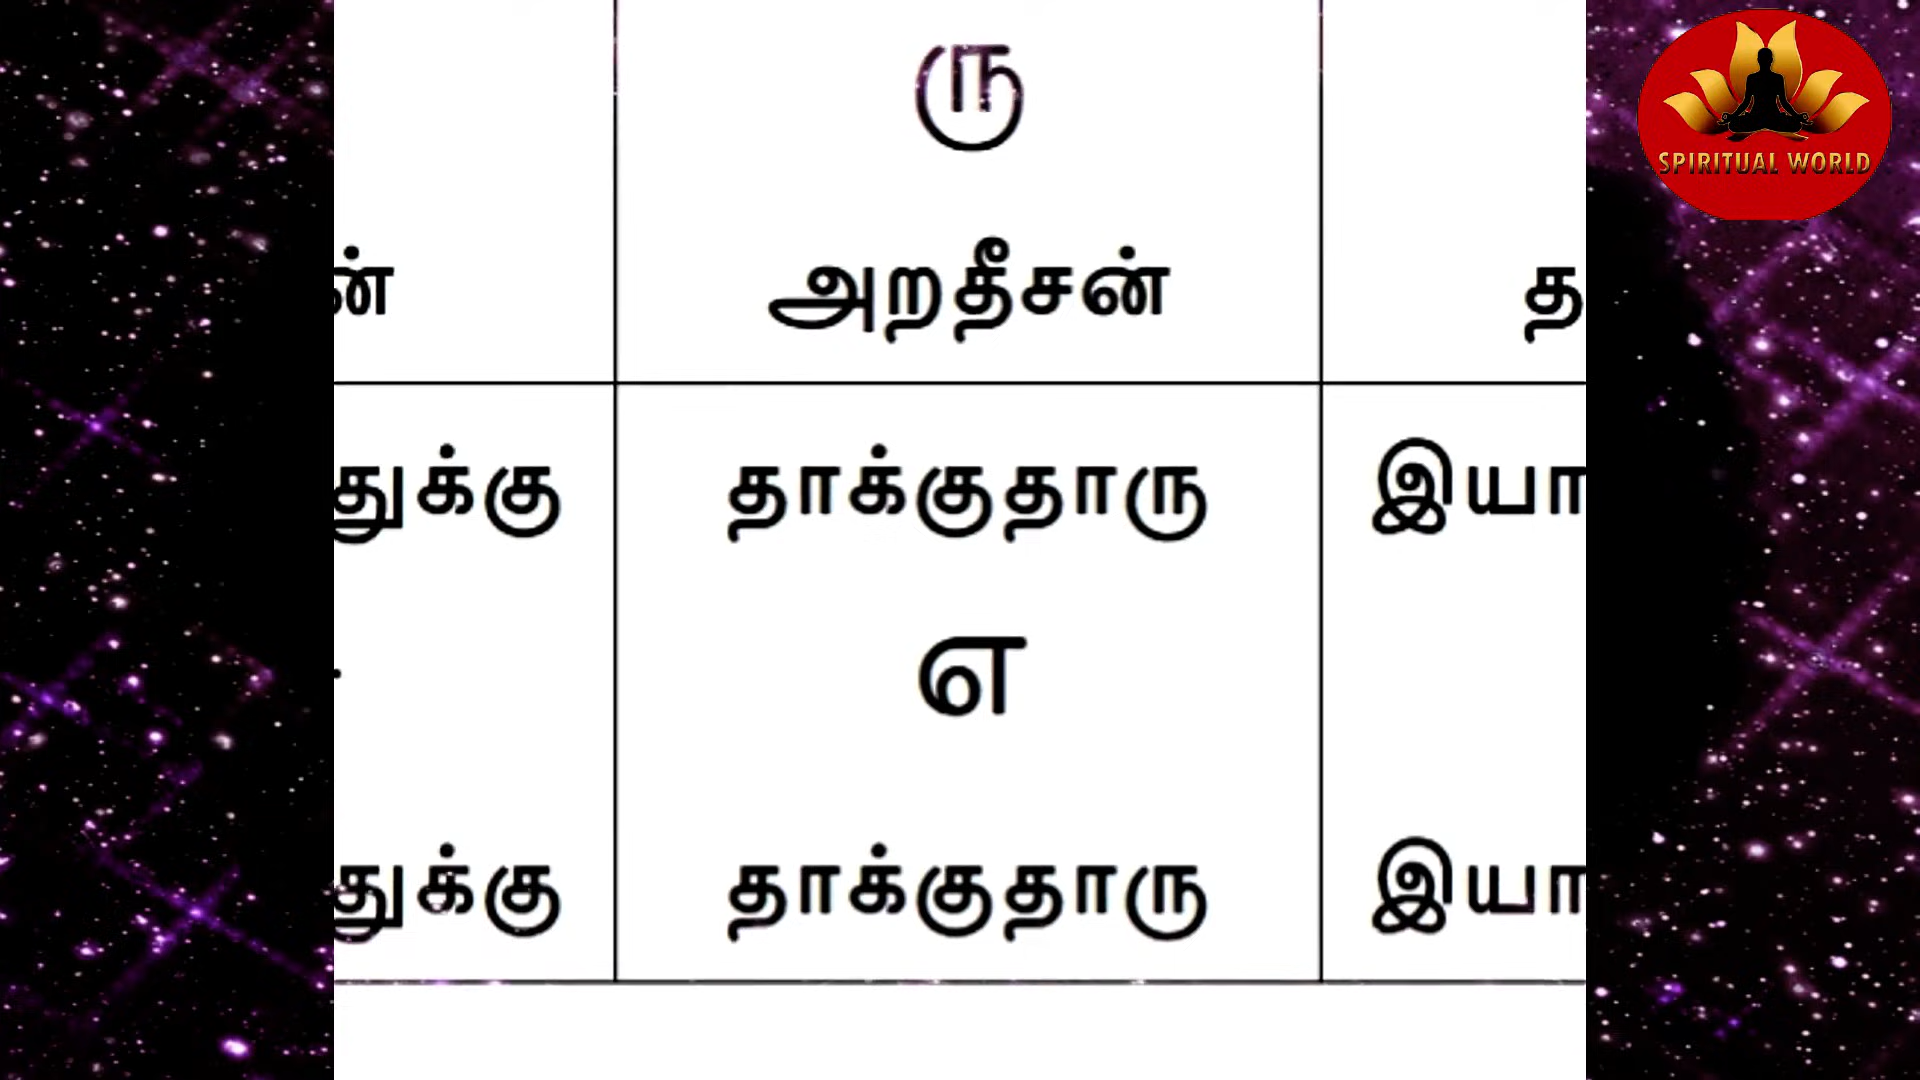 ரு
SPIRITUAL WORLD
ன் அறதீசன் த
துக்கு தாக்குதாரு இயா
எ
துக்கு தாக்குதாரு இயா